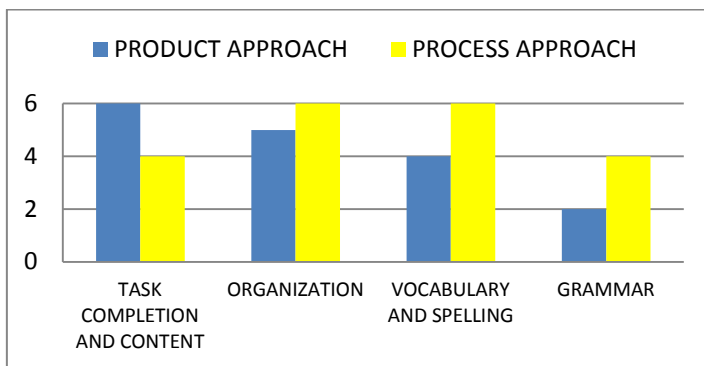 PRODUCT APPROACH PROCESS APPROACH
6
4
2
0
TASK COMPLETION AND CONTENT
ORGANIZATION
VOCABULARY AND SPELLING
GRAMMAR